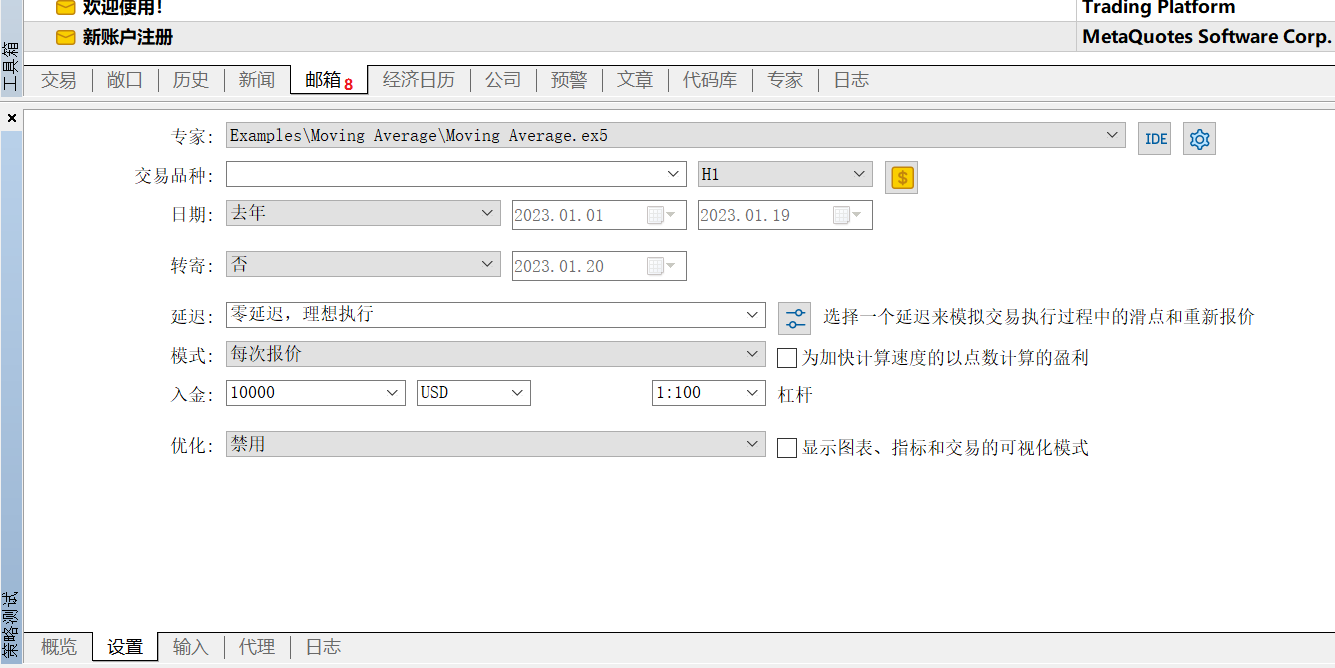 欢迎使用！ Trading Platform
新账户注册 MetaQuotes Software Corp.
工具箱
交易 敞口 历史 新闻 邮箱8 经济日历 公司 预警 文章 代码库 专家 日志
专家: Examples\Moving Average\Moving Average.ex5 IDE
交易品种: H1 $
日期: 去年 2023.01.01 2023.01.19
转寄: 否 2023.01.20
延迟: 零延迟，理想执行 选择一个延迟来模拟交易执行过程中的滑点和重新报价
模式: 每次报价 为加快计算速度的以点数计算的盈利
入金: 10000 USD 1:100 杠杆
优化: 禁用 显示图表、指标和交易的可视化模式
策略测试
概览 设置 输入 代理 日志